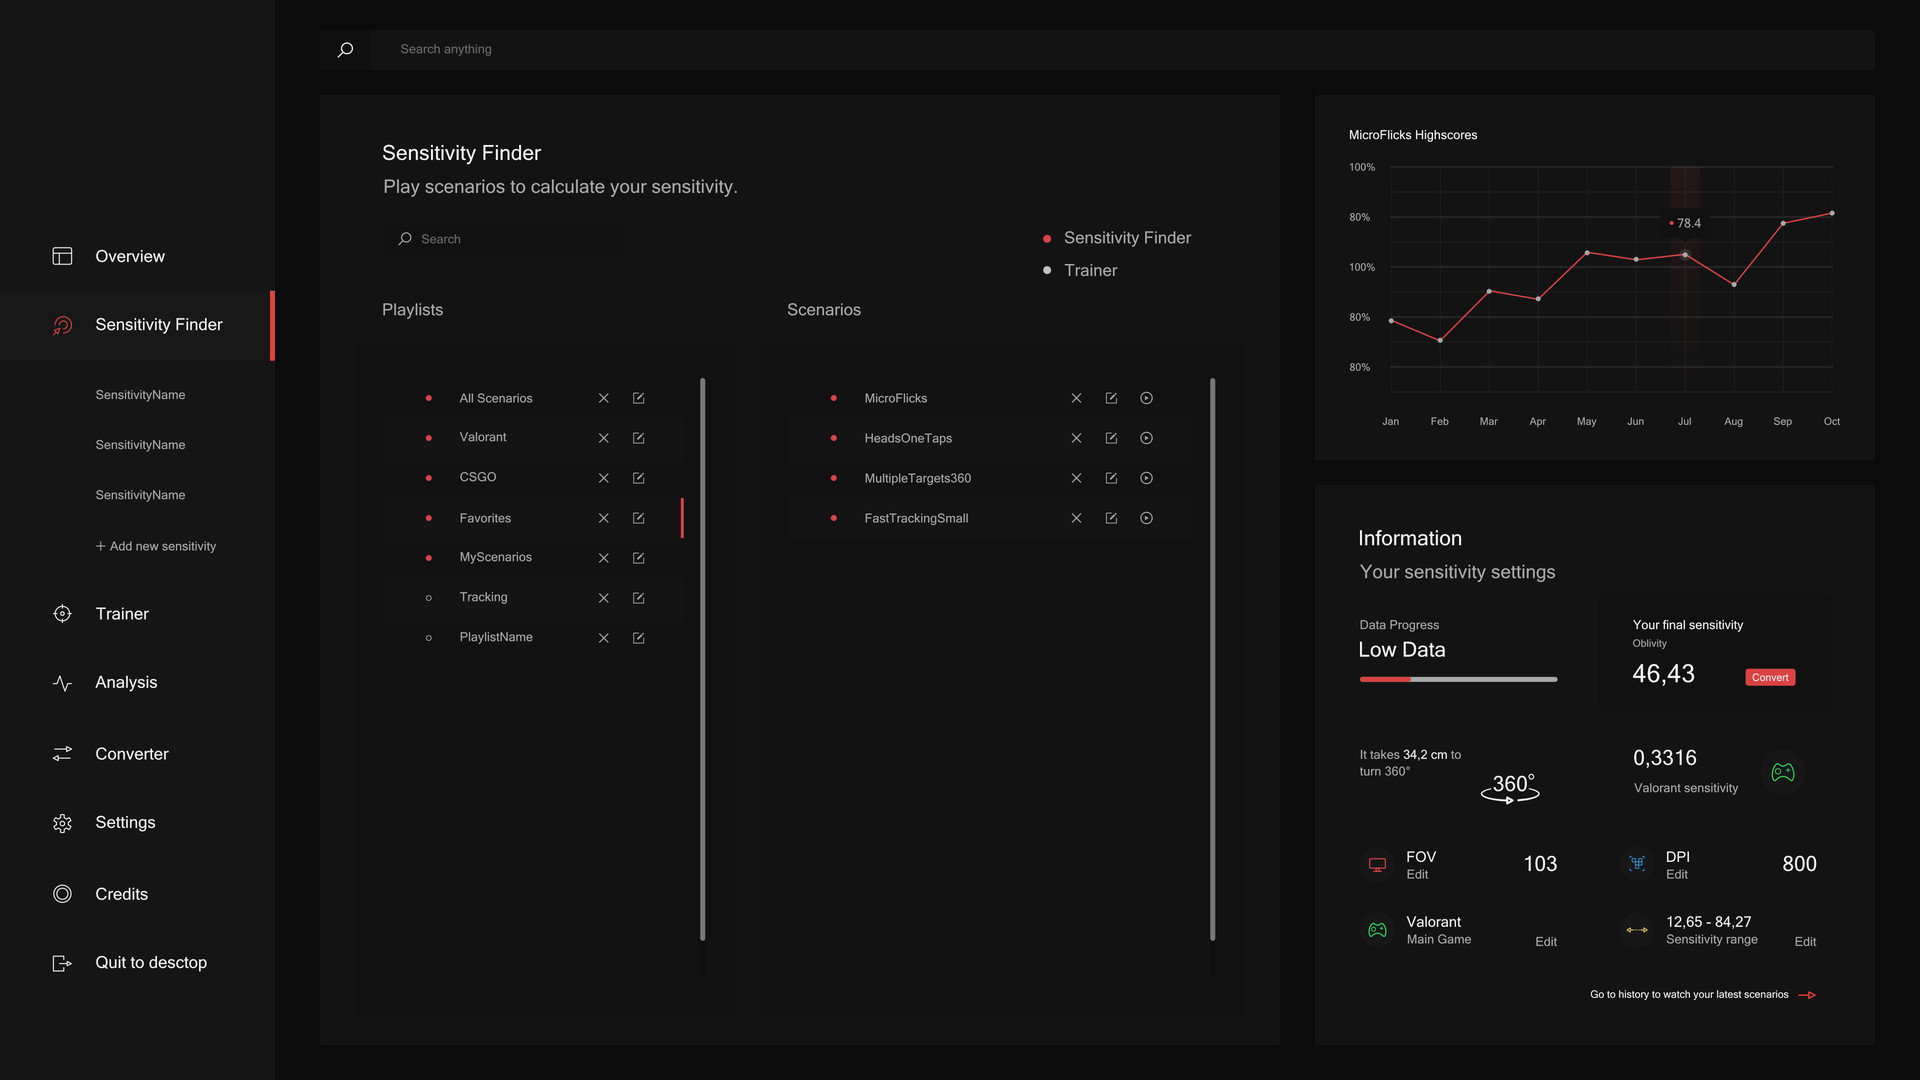 Search anything
Overview
Sensitivity Finder
SensitivityName
SensitivityName
SensitivityName
+ Add new sensitivity
Trainer
Analysis
Converter
Settings
Credits
Quit to desctop
Sensitivity Finder
Play scenarios to calculate your sensitivity.
Search
Sensitivity Finder
Trainer
Playlists
All Scenarios
Valorant
CSGO
Favorites
MyScenarios
Tracking
PlaylistName
Scenarios
MicroFlicks
HeadsOneTaps
MultipleTargets360
FastTrackingSmall
MicroFlicks Highscores
100%
80%
100%
80%
80%
78.4
Jan Feb Mar Apr May Jun Jul Aug Sep Oct
Information
Your sensitivity settings
Data Progress
Low Data
Your final sensitivity
Oblivity
46,43
Convert
It takes 34,2 cm to
turn 360°
360°
0,3316
Valorant sensitivity
FOV
Edit
103
DPI
Edit
800
Valorant
Main Game
Edit
12,65 - 84,27
Sensitivity range
Edit
Go to history to watch your latest scenarios